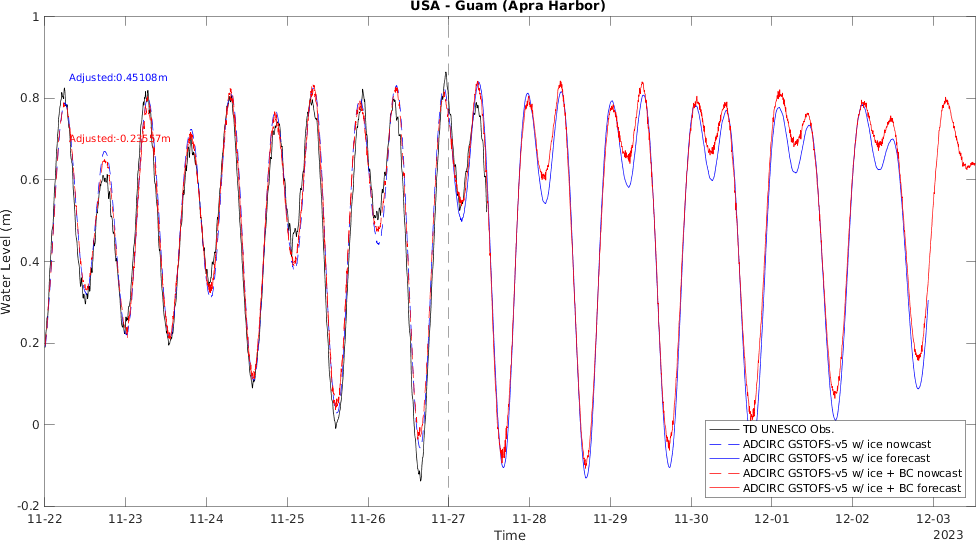 USA - Guam (Apra Harbor)
1
0.8
0.6
0.4
0.2
0
-0.2
Water Level (m)
Adjusted:0.45108m
Adjusted:-0.23557m
TD UNESCO Obs.
ADCIRC GSTOFS-v5 w/ ice nowcast
ADCIRC GSTOFS-v5 w/ ice forecast
ADCIRC GSTOFS-v5 w/ ice + BC nowcast
ADCIRC GSTOFS-v5 w/ ice + BC forecast
11-22 11-23 11-24 11-25 11-26 11-27 11-28 11-29 11-30 12-01 12-02 12-03
Time
2023